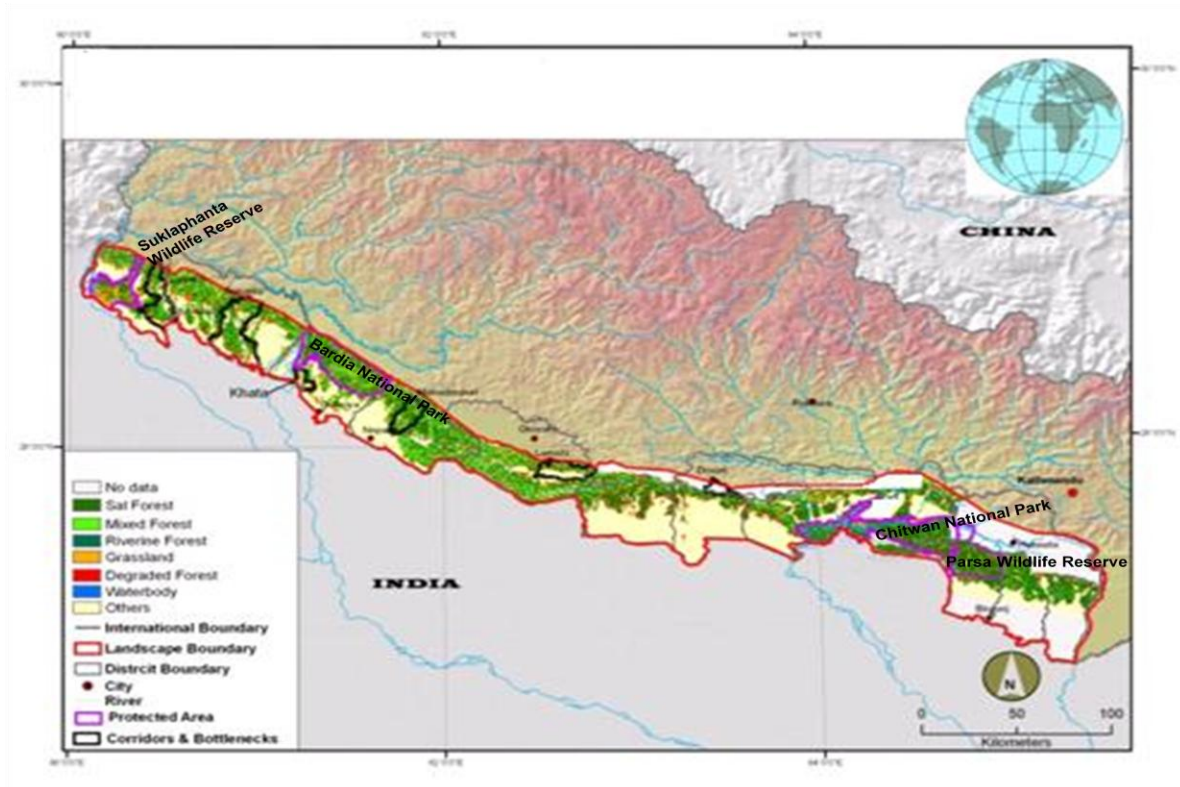 Suklaphanta
Wildlife Reserve
CHINA
Bardia National Park
Khata
Kathmandu
Chitwan National Park
Parsa Wildlife Reserve
Birgunj
INDIA
No data
Sal Forest
Mixed Forest
Riverine Forest
Grassland
Degraded Forest
Waterbody
Others
International Boundary
Landscape Boundary
Distrcit Boundary
City
River
Protected Area
Corridors & Bottlenecks
N
0 50 100
Kilometers